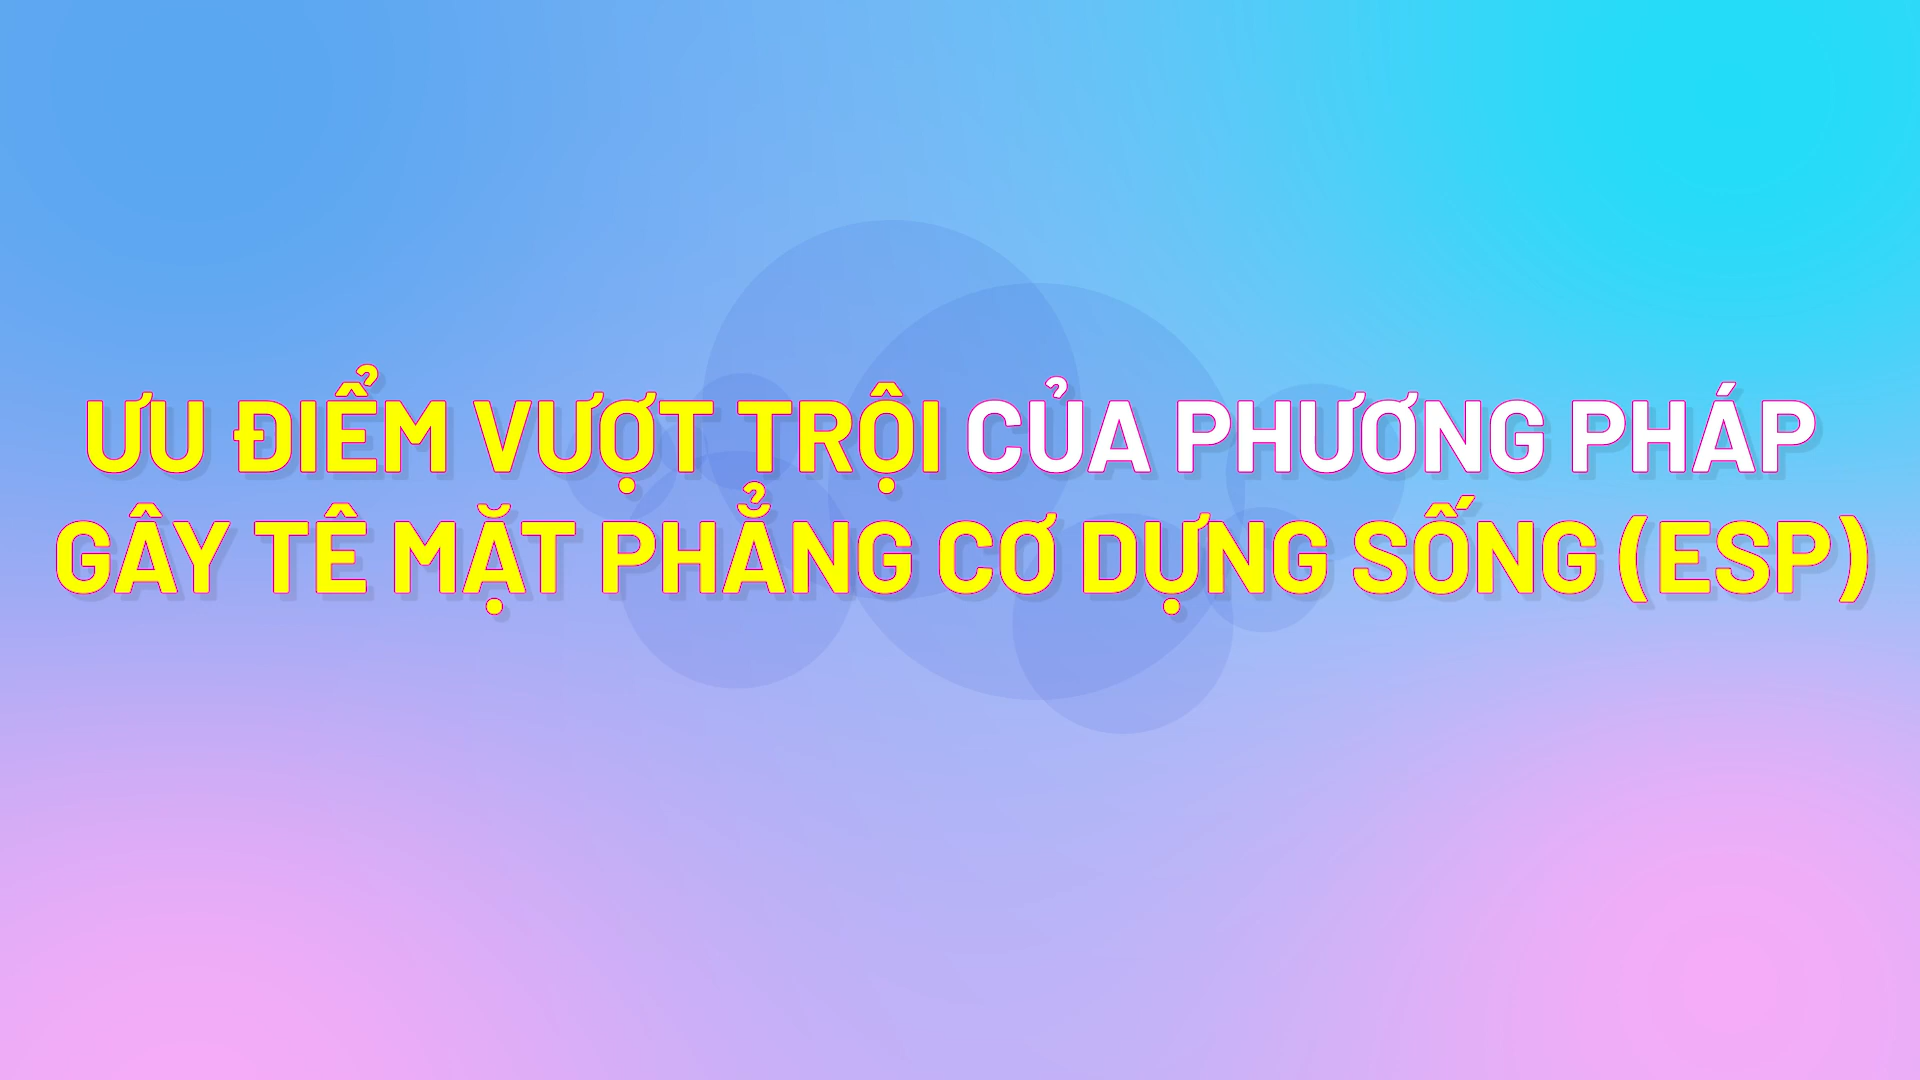 ƯU ĐIỂM VƯỢT TRỘI CỦA PHƯƠNG PHÁP
GÂY TÊ MẶT PHẲNG CƠ DỰNG SỐNG (ESP)